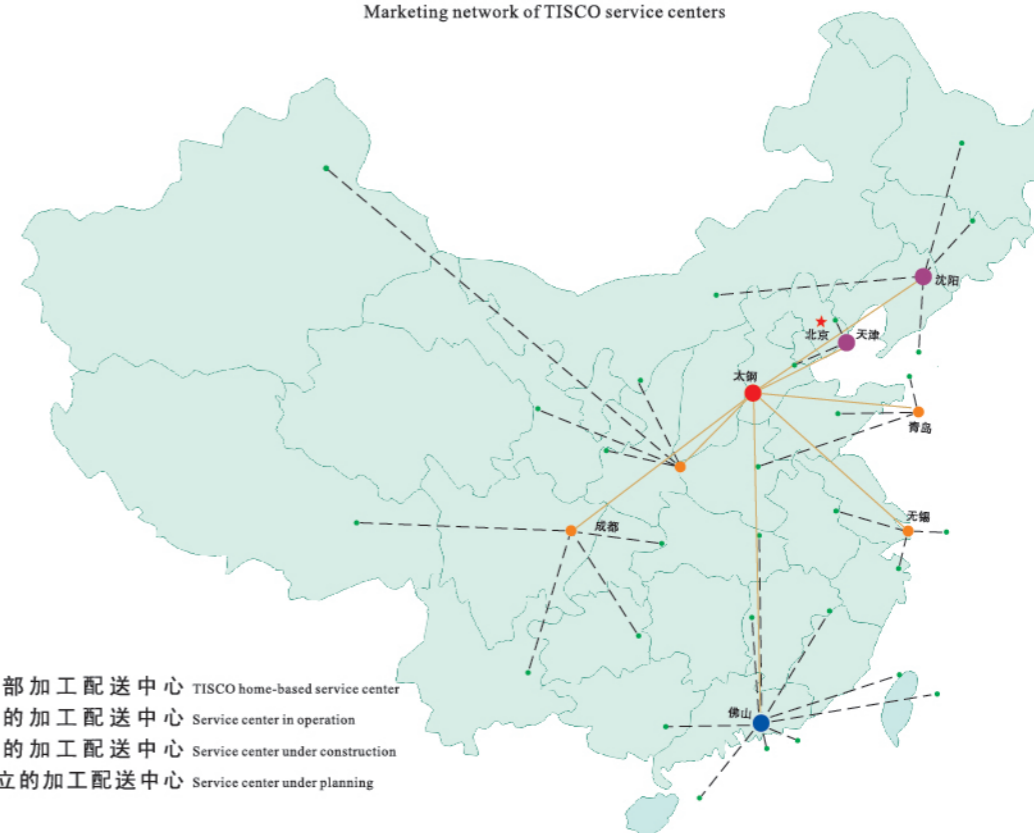 Marketing network of TISCO service centers
沈阳
北京
天津
太钢
青岛
无锡
成都
佛山
部加工配送中心 TISCO home-based service center
的加工配送中心 Service center in operation
的加工配送中心 Service center under construction
立的加工配送中心 Service center under planning